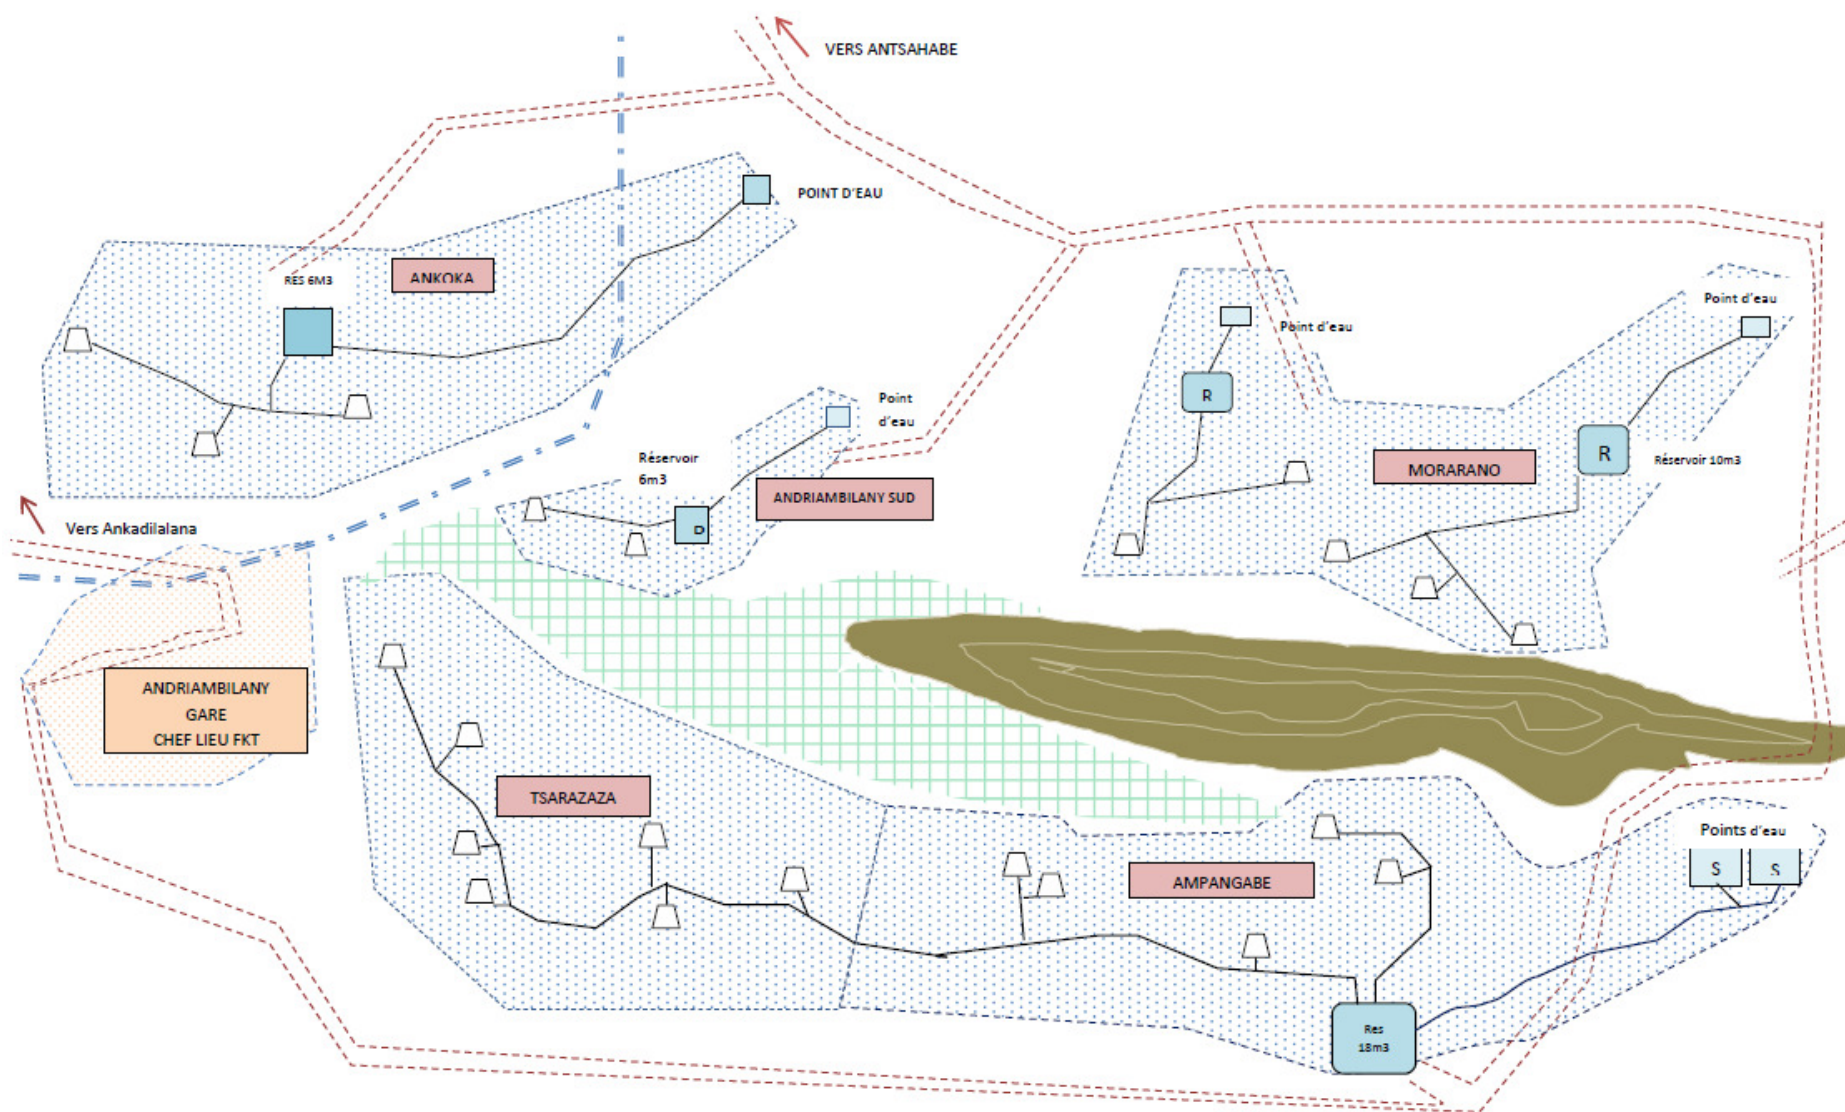 VERS ANTSAHABE
POINT D'EAU
RES 6M3
ANKOKA
Point d'eau
Point d'eau
R
R
Réservoir 10m3
MORARANO
Point
d'eau
Réservoir
6m3
D
ANDRIAMBILANY SUD
Vers Ankadilalana
ANDRIAMBILANY
GARE
CHEF LIEU FKT
TSARAZAZA
AMPANGABE
Points d'eau
S
S
Res
18m3